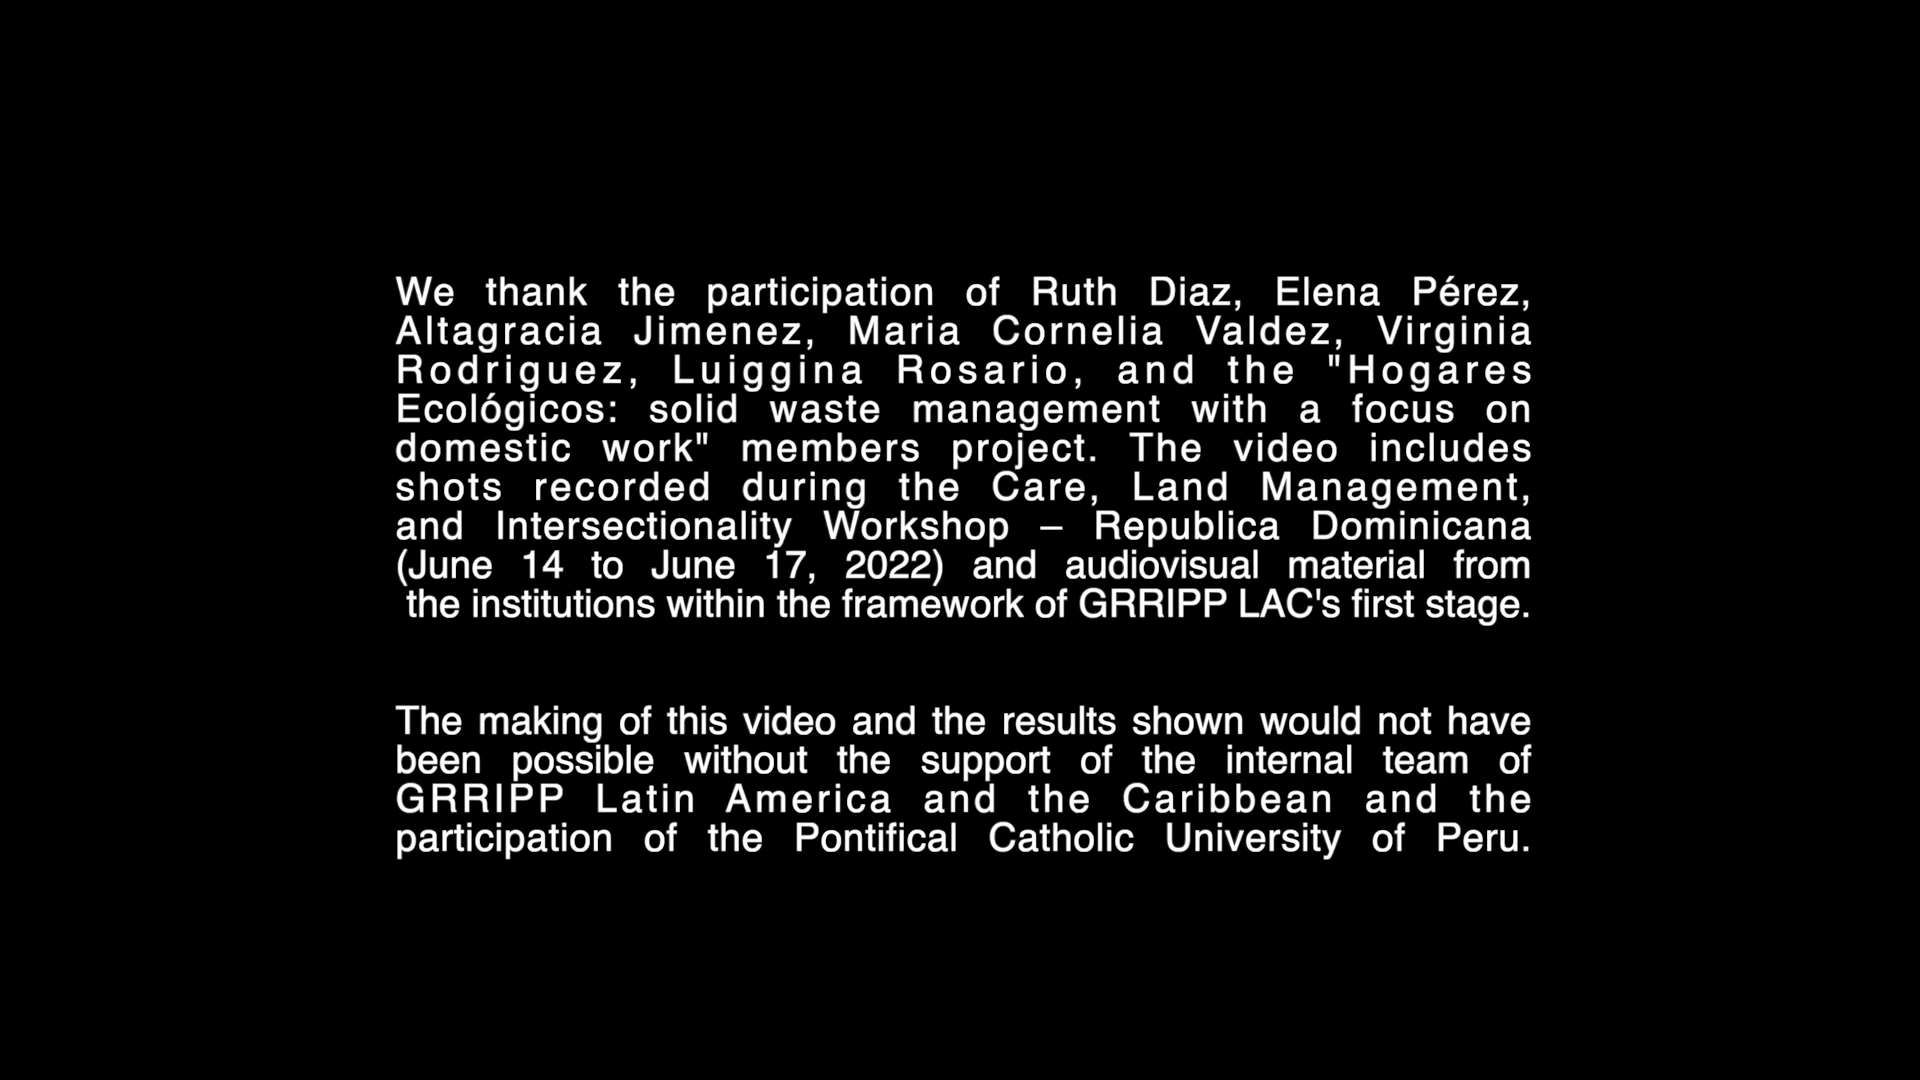 We thank the participation of Ruth Diaz, Elena Pérez,
Altagracia Jimenez, Maria Cornelia Valdez, Virginia
Rodriguez, Luiggina Rosario, and the "Hogares
Ecológicos: solid waste management with a focus on
domestic work" members project. The video includes
shots recorded during the Care, Land Management,
and Intersectionality Workshop – Republica Dominicana
(June 14 to June 17, 2022) and audiovisual material from
the institutions within the framework of GRRIPP LAC's first stage.
The making of this video and the results shown would not have
been possible without the support of the internal team of
GRRIPP Latin America and the Caribbean and the
participation of the Pontifical Catholic University of Peru.